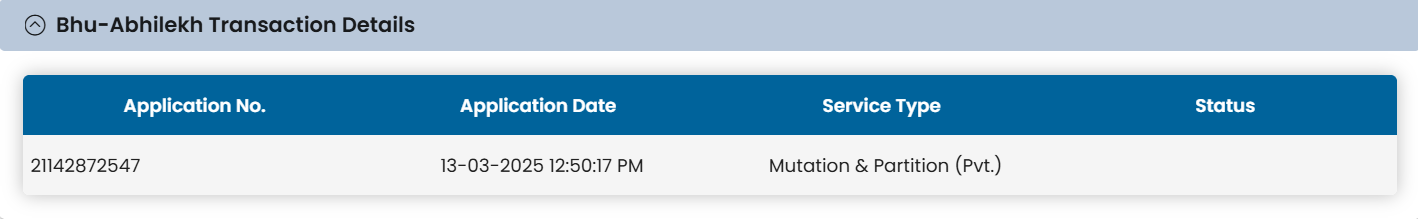 Bhu-Abhilekh Transaction Details
Application No. Application Date Service Type Status
21142872547 13-03-2025 12:50:17 PM Mutation & Partition (Pvt.)